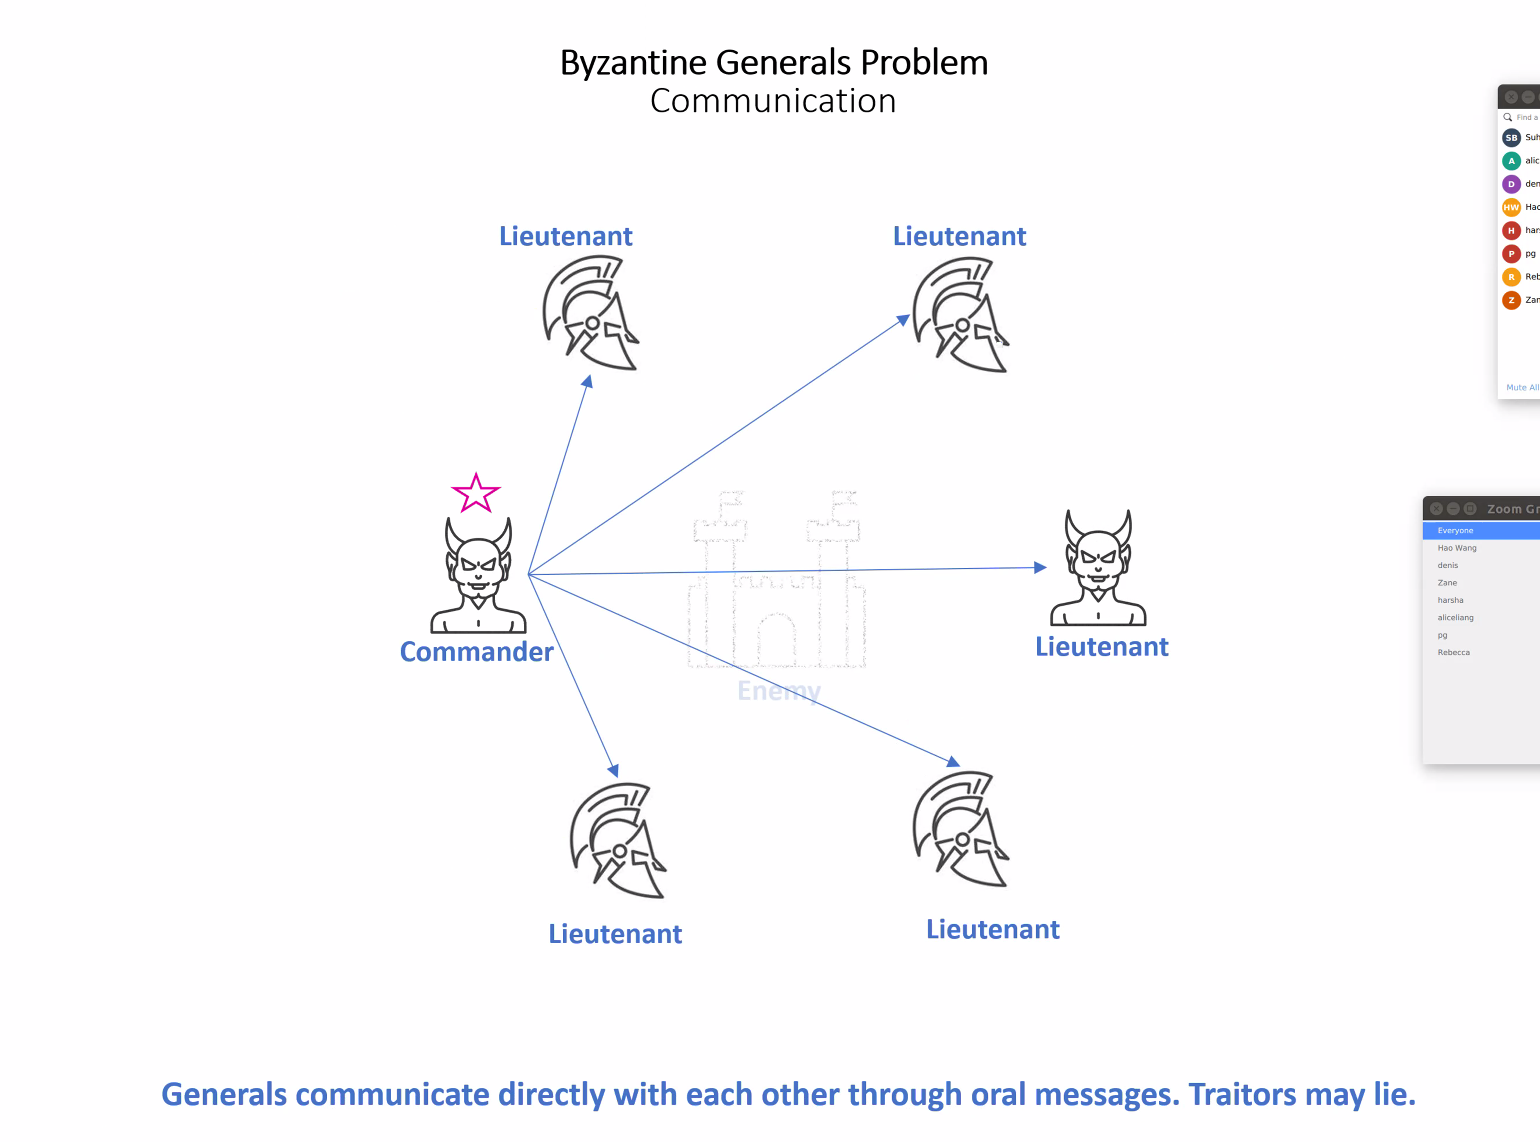 Byzantine Generals Problem
Communication
Lieutenant
Lieutenant
Commander
Enemy
Lieutenant
Lieutenant
Lieutenant
Generals communicate directly with each other through oral messages. Traitors may lie.
Find a
SB Suh
A alic
D den
HW Hao
H hars
P pg
R Reb
Z Zan
Mute All
Zoom Gr
Everyone
Hao Wang
denis
Zane
harsha
aliceliang
pg
Rebecca